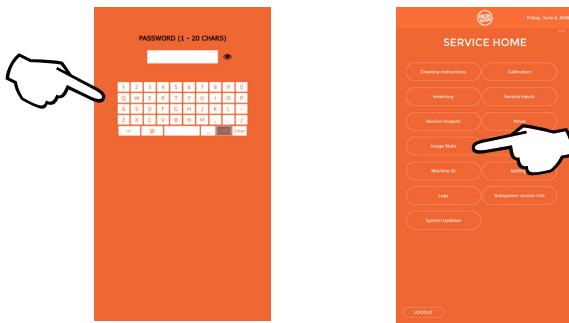 PASSWORD (1 - 20 CHARS)
1 2 3 4 5 6 7 8 9 0
Q W E R T Y U I O P
A S D F G H J K L -
Z X C V B N M . /
@ _ Enter
Friday, June 8, 2018
SERVICE HOME
Cleaning Instructions Calibration
Inventory Service Inputs
Service Outputs
Usage Stats
Machine ID
Logs Subsystem version info
System Updates
LOGOUT